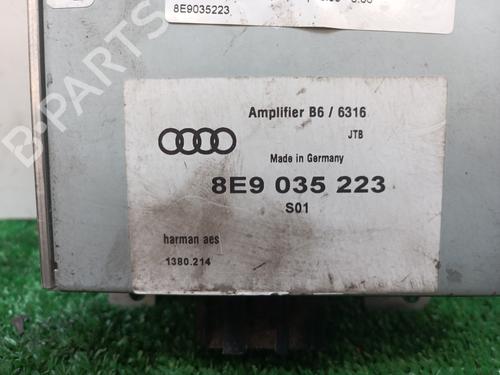 8E9035223
Amplifier B6 / 6316
JTB
Made in Germany
8E9 035 223
S01
harman aes
1380.214
B-PARTS